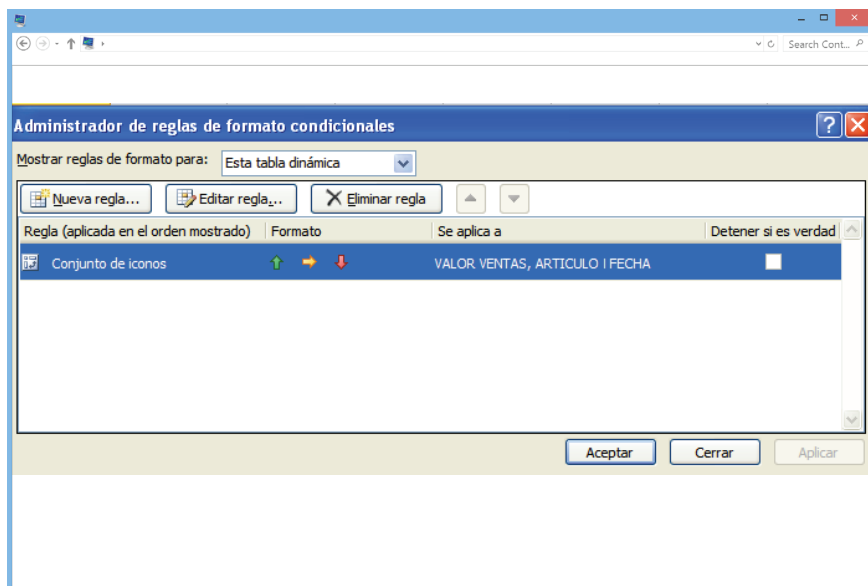 Search Cont...
Administrador de reglas de formato condicionales
Mostrar reglas de formato para: Esta tabla dinámica
Nueva regla... Editar regla... Eliminar regla
Regla (aplicada en el orden mostrado) Formato Se aplica a Detener si es verdad
Conjunto de iconos VALOR VENTAS, ARTICULO I FECHA
Aceptar Cerrar Aplicar